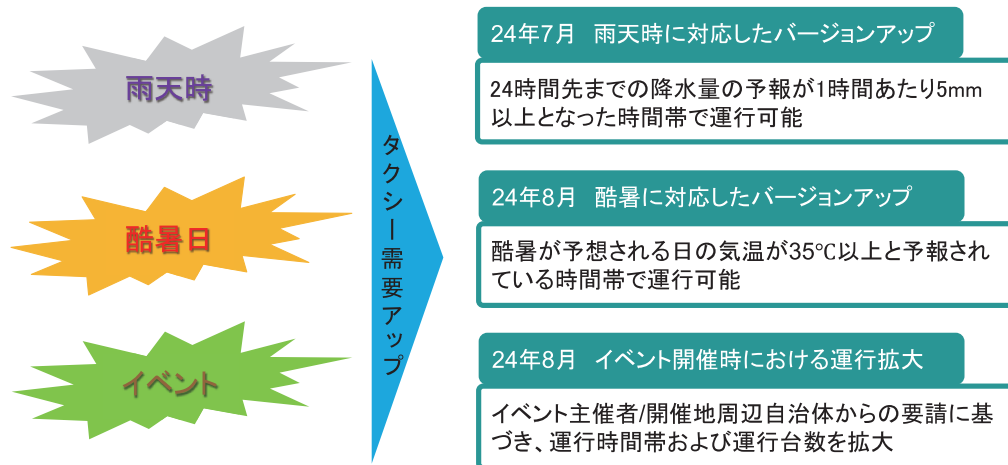 雨天時
酷暑日
イベント
タクシー需要アップ
24年7月 雨天時に対応したバージョンアップ
24時間先までの降水量の予報が1時間あたり5mm
以上となった時間帯で運行可能
24年8月 酷暑に対応したバージョンアップ
酷暑が予想される日の気温が35℃以上と予報され
ている時間帯で運行可能
24年8月 イベント開催時における運行拡大
イベント主催者/開催地周辺自治体からの要請に基
づき、運行時間帯および運行台数を拡大